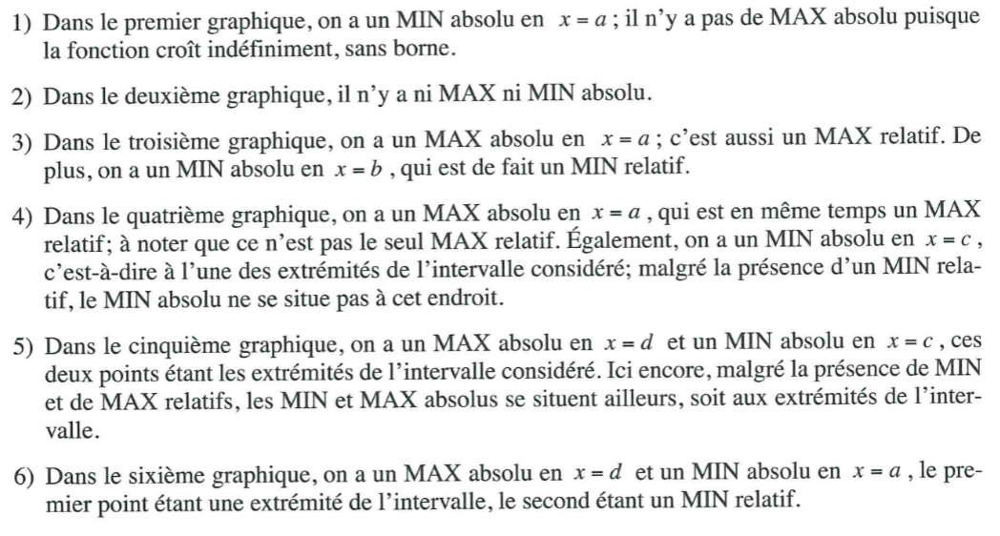 1) Dans le premier graphique, on a un MIN absolu en x = a ; il n’y a pas de MAX absolu puisque
la fonction croît indéfiniment, sans borne.
2) Dans le deuxième graphique, il n’y a ni MAX ni MIN absolu.
3) Dans le troisième graphique, on a un MAX absolu en x = a ; c’est aussi un MAX relatif. De
plus, on a un MIN absolu en x = b , qui est de fait un MIN relatif.
4) Dans le quatrième graphique, on a un MAX absolu en x = a , qui est en même temps un MAX
relatif; à noter que ce n’est pas le seul MAX relatif. Également, on a un MIN absolu en x = c ,
c’est-à-dire à l’une des extrémités de l’intervalle considéré; malgré la présence d’un MIN rela-
tif, le MIN absolu ne se situe pas à cet endroit.
5) Dans le cinquième graphique, on a un MAX absolu en x = d et un MIN absolu en x = c , ces
deux points étant les extrémités de l’intervalle considéré. Ici encore, malgré la présence de MIN
et de MAX relatifs, les MIN et MAX absolus se situent ailleurs, soit aux extrémités de l’inter-
valle.
6) Dans le sixième graphique, on a un MAX absolu en x = d et un MIN absolu en x = a , le pre-
mier point étant une extrémité de l’intervalle, le second étant un MIN relatif.